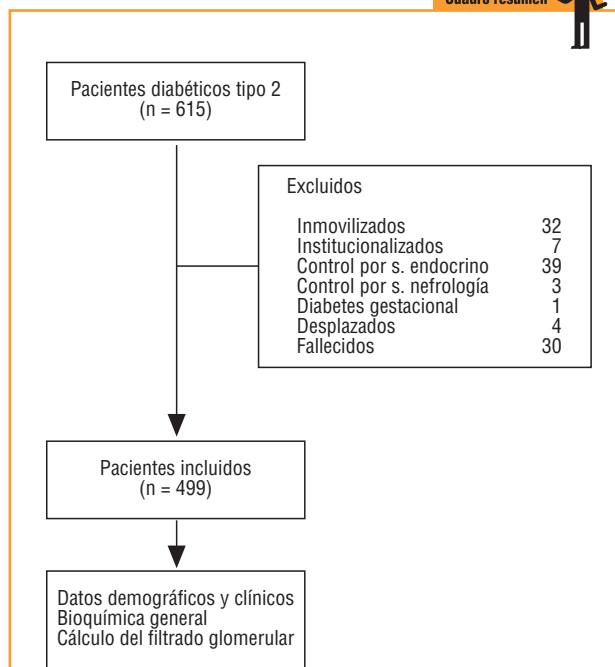 Cuadro resumen
Pacientes diabéticos tipo 2
(n = 615)
Excluidos
Inmovilizados 32
Institucionalizados 7
Control por s. endocrino 39
Control por s. nefrología 3
Diabetes gestacional 1
Desplazados 4
Fallecidos 30
Pacientes incluidos
(n = 499)
Datos demográficos y clínicos
Bioquímica general
Cálculo del filtrado glomerular